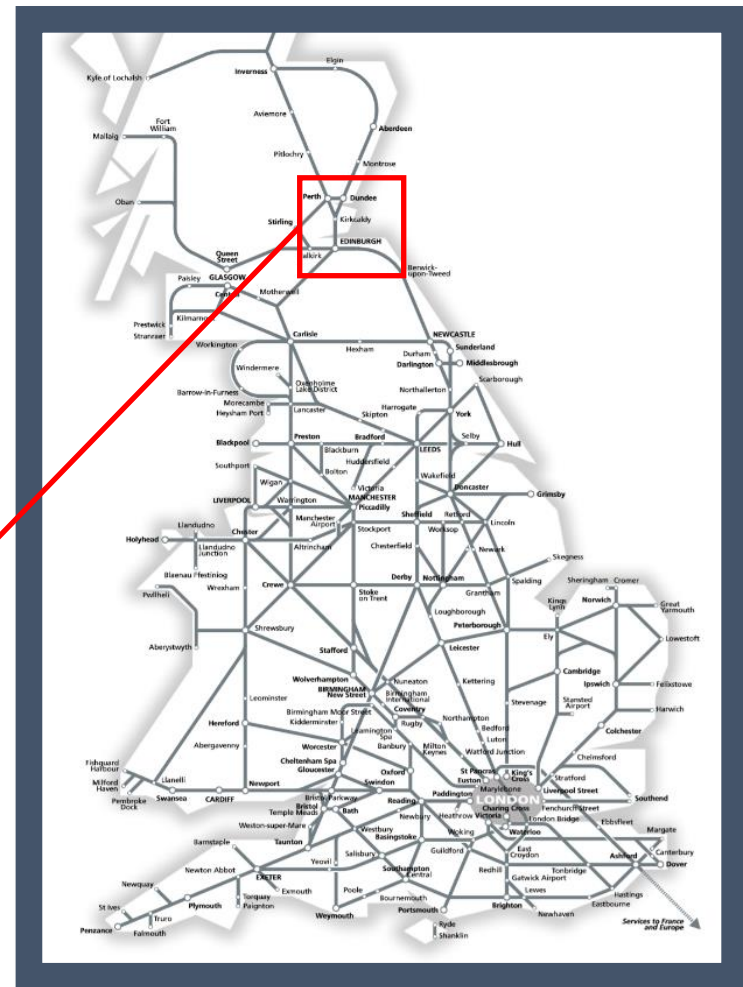 Elgin
Inverness
Kyle of Lochalsh
Aviemore
Fort
William
Aberdeen
Mallaig
Pitlochry
Montrose
Perth
Dundee
Oban
Stirling
Kirkcaldy
EDINBURGH
Queen
Street
alkirk
Berwick-
upon-Tweed
Paisley
GLASGOW
Central
Motherwell
Prestwick
Kilmarnock
Stranraer
Carlisle
NEWCASTLE
Workington
Hexham
Sunderland
Durham
Darlington
Middlesbrough
Windermere
Scarborough
Oxenholme
Lake District
Barrow-in-Furness
Northallerton
Morecambe
Heysham Port
Lancaster
Harrogate
York
Skipton
Blackpool
Preston
Bradford
Selby
Hull
LEEDS
Blackburn
Southport
Huddersfield
Bolton
Wakefield
Wigan
Victoria
Doncaster
Grimsby
LIVERPOOL
Warrington
MANCHESTER
Piccadilly
Manchester
Airport
Sheffield
Retford
Lincoln
Llandudno
Stockport
Worksop
Holyhead
Chester
Llandudno
Junction
Altrincham
Chesterfield
Newark
Skegness
Blaenau Ffestiniog
Wrexham
Crewe
Stoke
on Trent
Derby
Nottingham
Spalding
Sheringham
Cromer
Pwllheli
Grantham
Kings
Lynn
Norwich
Great
Yarmouth
Loughborough
Peterborough
Shrewsbury
Ely
Lowestoft
Aberystwyth
Stafford
Leicester
Wolverhampton
Cambridge
Nuneaton
Kettering
Ipswich
Felixstowe
BIRMINGHAM
New Street
Birmingham
International
Leominster
Stevenage
Stansted
Airport
Birmingham Moor Street
Coventry
Harwich
Kidderminster
Rugby
Northampton
Hereford
Leamington
Spa
Bedford
Colchester
Abergavenny
Worcester
Banbury
Milton
Keynes
Luton
Watford Junction
Chelmsford
Fishguard
Harbour
Cheltenham Spa
Gloucester
Oxford
St Pancras
King's
Cross
Euston
Stratford
Milford
Haven
Llanelli
Newport
Swindon
Marylebone
Liverpool Street
Pembroke
Dock
Swansea
CARDIFF
Bristol Parkway
Reading
Paddington
LONDON
Southend
Bristol
Temple Meads
Bath
Newbury
Heathrow
Charing Cross
Fenchurch Street
Victoria
London Bridge
Ebbsfleet
Weston-super-Mare
Westbury
Basingstoke
Woking
Waterloo
Margate
Barnstaple
Taunton
Salisbury
Guildford
East
Croydon
Canterbury
Newton Abbot
Yeovil
Southampton
Central
Redhill
Tonbridge
Ashford
Dover
EXETER
Gatwick Airport
Newquay
Exmouth
Poole
Lewes
Hastings
St Ives
Plymouth
Torquay
Paignton
Bournemouth
Eastbourne
Truro
Weymouth
Portsmouth
Brighton
Newhaven
Penzance
Falmouth
Ryde
Shanklin
Services to France
and Europe